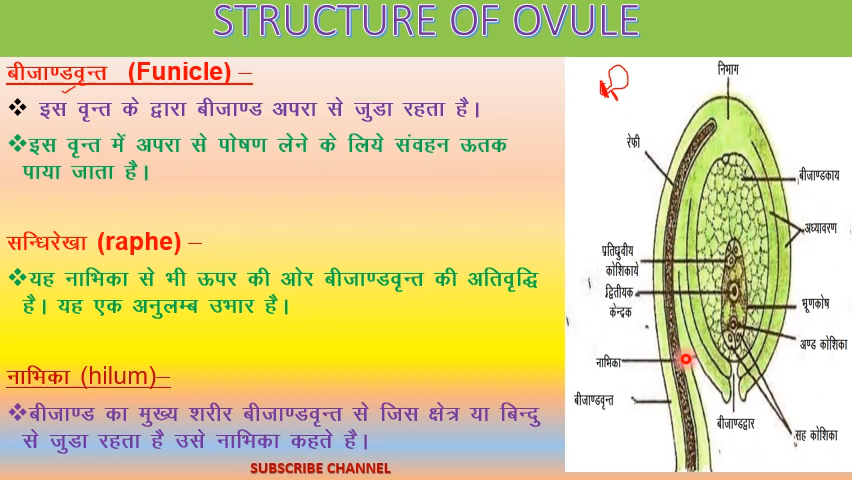 STRUCTURE OF OVULE
बीजाण्डवृन्त (Funicle) –
❖ इस वृन्त के द्वारा बीजाण्ड अपरा से जुडा रहता है।
❖इस वृन्त में अपरा से पोषण लेने के लिये संवहन ऊतक
पाया जाता है।
सन्धिरेखा (raphe) –
❖यह नाभिका से भी ऊपर की ओर बीजाण्डवृन्त की अतिवृद्धि
है। यह एक अनुलम्ब उभार है।
नाभिका (hilum)–
❖बीजाण्ड का मुख्य शरीर बीजाण्डवृन्त से जिस क्षेत्र या बिन्दु
से जुडा रहता है उसे नाभिका कहते है।
SUBSCRIBE CHANNEL
निभाग
रेफी
बीजाण्डकाय
अध्यावरण
प्रतिधुवीय
कोशिकाये
द्वितीयक
केन्द्रक
भ्रूणकोष
अण्ड कोशिका
नाभिका
बीजाण्डवृन्त
बीजाण्डद्वार
सह कोशिका